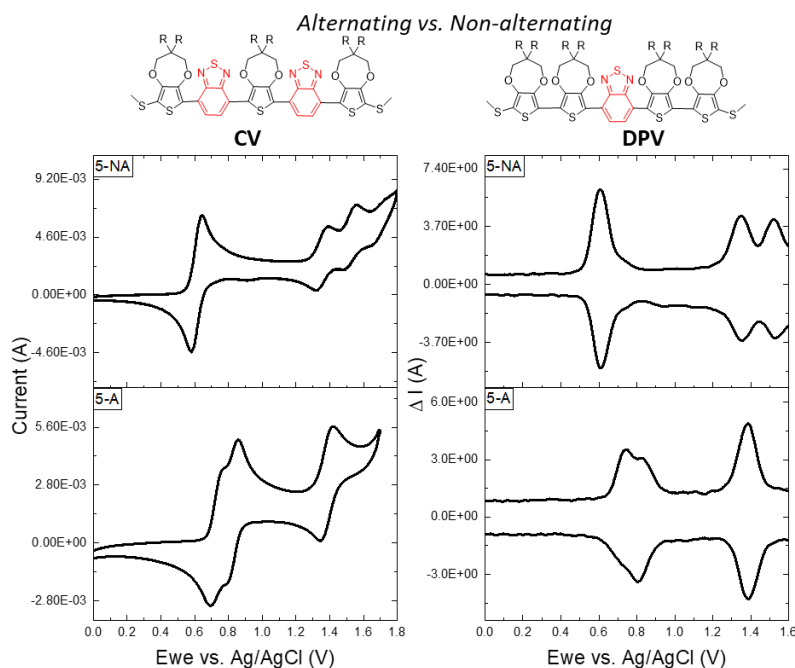 Alternating vs. Non-alternating
R R R R R R
R R R R R R R R
S S
N N N N
O O O O O O
S S S S S
S
N N
O O O O O O O O
S S S S S S
CV
DPV
5-NA
9.20E-03
4.60E-03
0.00E+00
-4.60E-03
5-A
5.60E-03
2.80E-03
0.00E+00
-2.80E-03
Current (A)
0.0 0.2 0.4 0.6 0.8 1.0 1.2 1.4 1.6 1.8
Ewe vs. Ag/AgCl (V)
5-NA
7.40E+00
3.70E+00
0.00E+00
-3.70E+00
5-A
6.0E+00
3.0E+00
0.0E+00
-3.0E+00
Δ I (A)
0.0 0.2 0.4 0.6 0.8 1.0 1.2 1.4 1.6
Ewe vs. Ag/AgCl (V)